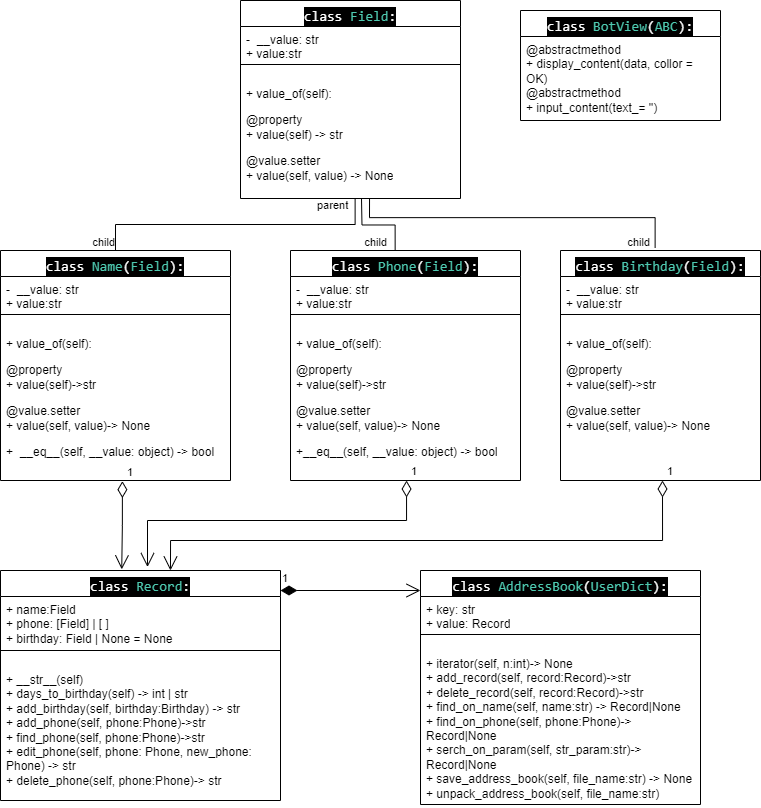 class Field:
- __value: str
+ value:str
+ value_of(self):
@property
+ value(self) -> str
@value.setter
+ value(self, value) -> None
class BotView(ABC):
@abstractmethod
+ display_content(data, collor =
OK)
@abstractmethod
+ input_content(text_= '')
parent
child
child
child
class Name(Field):
- __value: str
+ value:str
+ value_of(self):
@property
+ value(self)->str
@value.setter
+ value(self, value)-> None
+ __eq__(self, __value: object) -> bool
1
class Phone(Field):
- __value: str
+ value:str
+ value_of(self):
@property
+ value(self)->str
@value.setter
+ value(self, value)-> None
+__eq__(self, __value: object) -> bool
1
class Birthday(Field):
- __value: str
+ value:str
+ value_of(self):
@property
+ value(self)->str
@value.setter
+ value(self, value)-> None
1
class Record:
+ name:Field
+ phone: [Field] | [ ]
+ birthday: Field | None = None
+ __str__(self)
+ days_to_birthday(self) -> int | str
+ add_birthday(self, birthday:Birthday) -> str
+ add_phone(self, phone:Phone)->str
+ find_phone(self, phone:Phone)->str
+ edit_phone(self, phone: Phone, new_phone:
Phone) -> str
+ delete_phone(self, phone:Phone)-> str
1
class AddressBook(UserDict):
+ key: str
+ value: Record
+ iterator(self, n:int)-> None
+ add_record(self, record:Record)->str
+ delete_record(self, record:Record)->str
+ find_on_name(self, name:str) -> Record|None
+ find_on_phone(self, phone:Phone)->
Record|None
+ serch_on_param(self, str_param:str)->
Record|None
+ save_address_book(self, file_name:str) -> None
+ unpack_address_book(self, file_name:str)